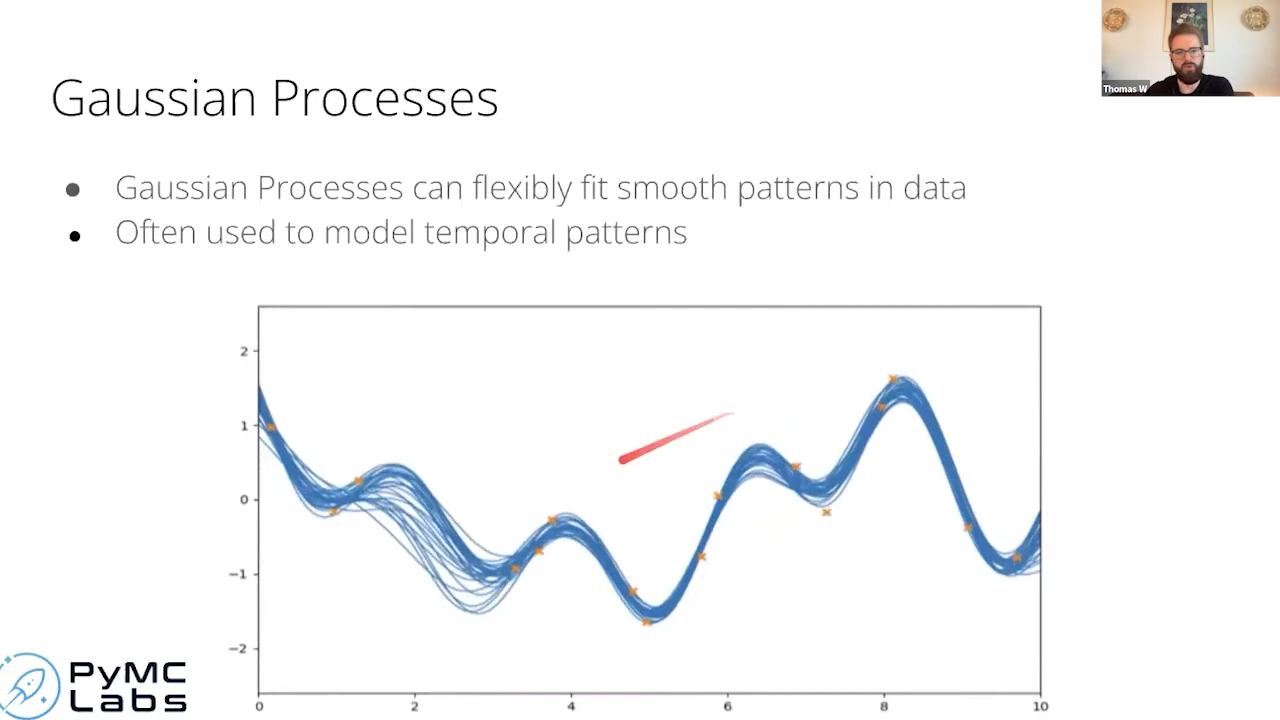 Thomas W
Gaussian Processes
● Gaussian Processes can flexibly fit smooth patterns in data
● Often used to model temporal patterns
2
1
0
−1
−2
0 2 4 6 8 10
PyMC
Labs